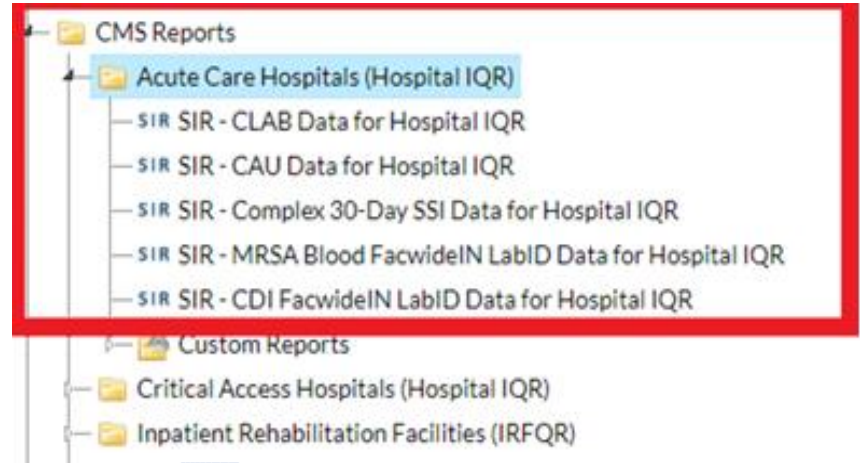 CMS Reports
Acute Care Hospitals (Hospital IQR)
SIR SIR - CLAB Data for Hospital IQR
SIR SIR - CAU Data for Hospital IQR
SIR SIR - Complex 30-Day SSI Data for Hospital IQR
SIR SIR - MRSA Blood FacwideIN LabID Data for Hospital IQR
SIR SIR - CDI FacwideIN LabID Data for Hospital IQR
Custom Reports
Critical Access Hospitals (Hospital IQR)
Inpatient Rehabilitation Facilities (IRFQR)